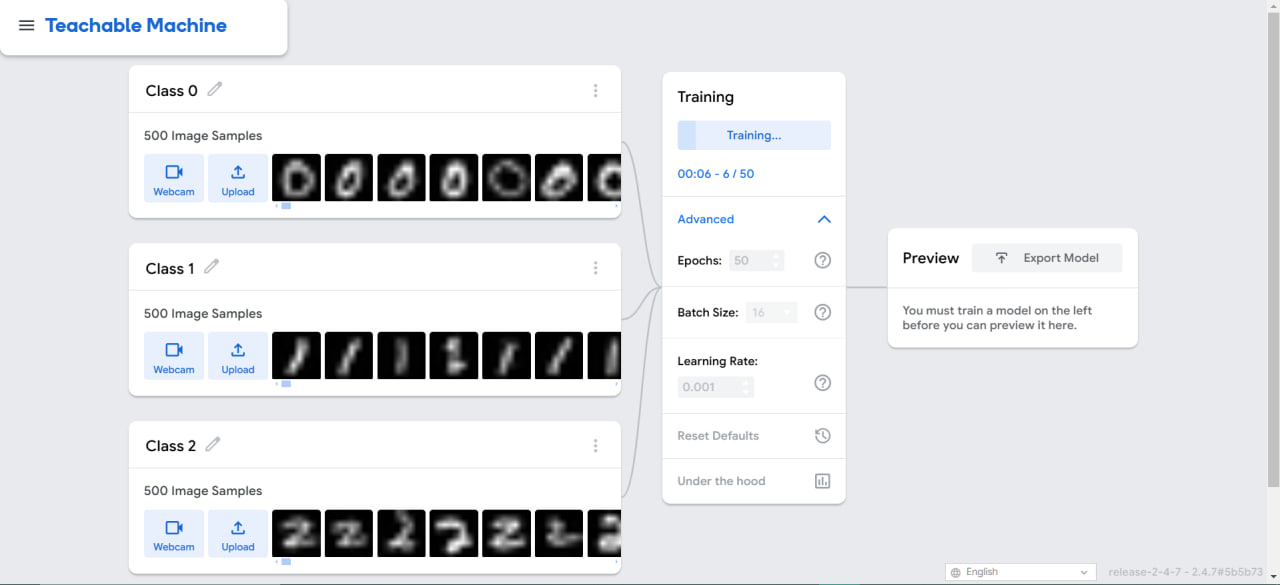 Teachable Machine
Class 0
500 Image Samples
Webcam
Upload
Class 1
500 Image Samples
Webcam
Upload
Class 2
500 Image Samples
Webcam
Upload
Training
Training...
00:06 - 6 / 50
Advanced
Epochs: 50
Batch Size: 16
Learning Rate:
0.001
Reset Defaults
Under the hood
Preview
Export Model
You must train a model on the left
before you can preview it here.
English
release-2-4-7 - 2.4.7#5b5b73